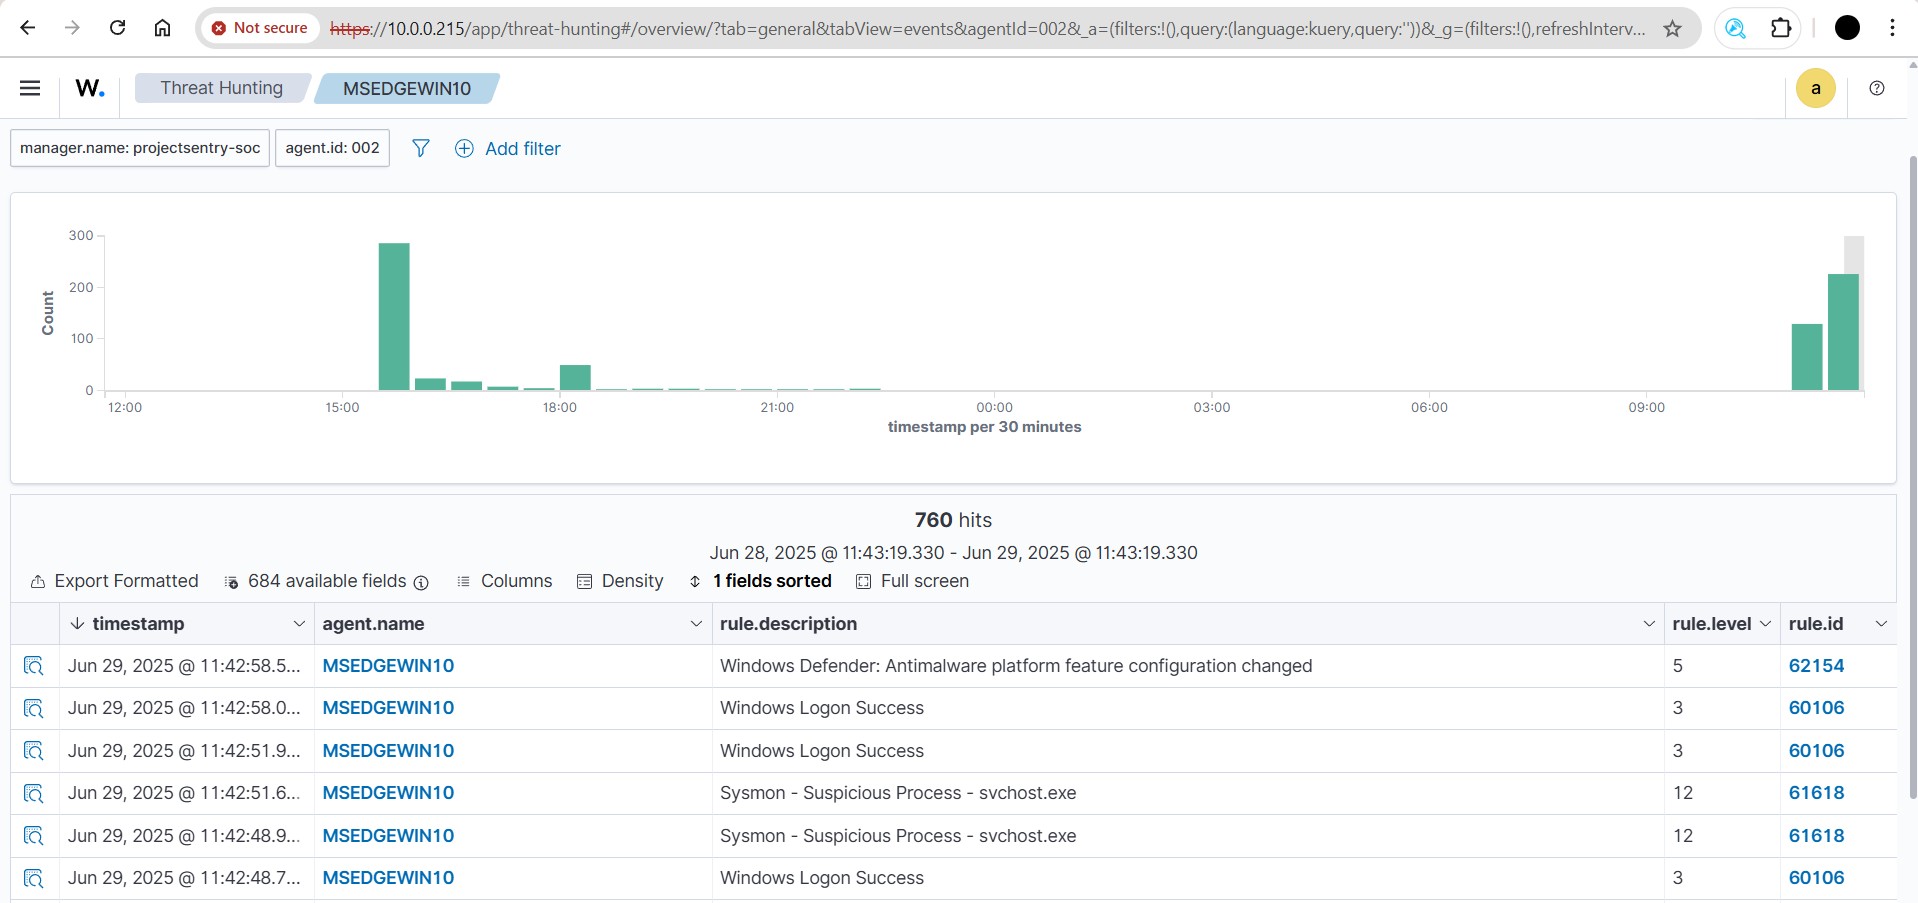 Not secure https://10.0.0.215/app/threat-hunting#/overview/?tab=general&tabView=events&agentId=002&_a=(filters:!(),query:(language:kuery,query:''))&_g=(filters:!(),refreshInterv...
W. Threat Hunting MSEDGEWIN10 a
manager.name: projectsentry-soc agent.id: 002 Add filter
300
200
100
0
Count
12:00 15:00 18:00 21:00 00:00 03:00 06:00 09:00
timestamp per 30 minutes
760 hits
Jun 28, 2025 @ 11:43:19.330 - Jun 29, 2025 @ 11:43:19.330
Export Formatted 684 available fields Columns Density 1 fields sorted Full screen
timestamp agent.name rule.description rule.level rule.id
Jun 29, 2025 @ 11:42:58.5... MSEDGEWIN10 Windows Defender: Antimalware platform feature configuration changed 5 62154
Jun 29, 2025 @ 11:42:58.0... MSEDGEWIN10 Windows Logon Success 3 60106
Jun 29, 2025 @ 11:42:51.9... MSEDGEWIN10 Windows Logon Success 3 60106
Jun 29, 2025 @ 11:42:51.6... MSEDGEWIN10 Sysmon - Suspicious Process - svchost.exe 12 61618
Jun 29, 2025 @ 11:42:48.9... MSEDGEWIN10 Sysmon - Suspicious Process - svchost.exe 12 61618
Jun 29, 2025 @ 11:42:48.7... MSEDGEWIN10 Windows Logon Success 3 60106